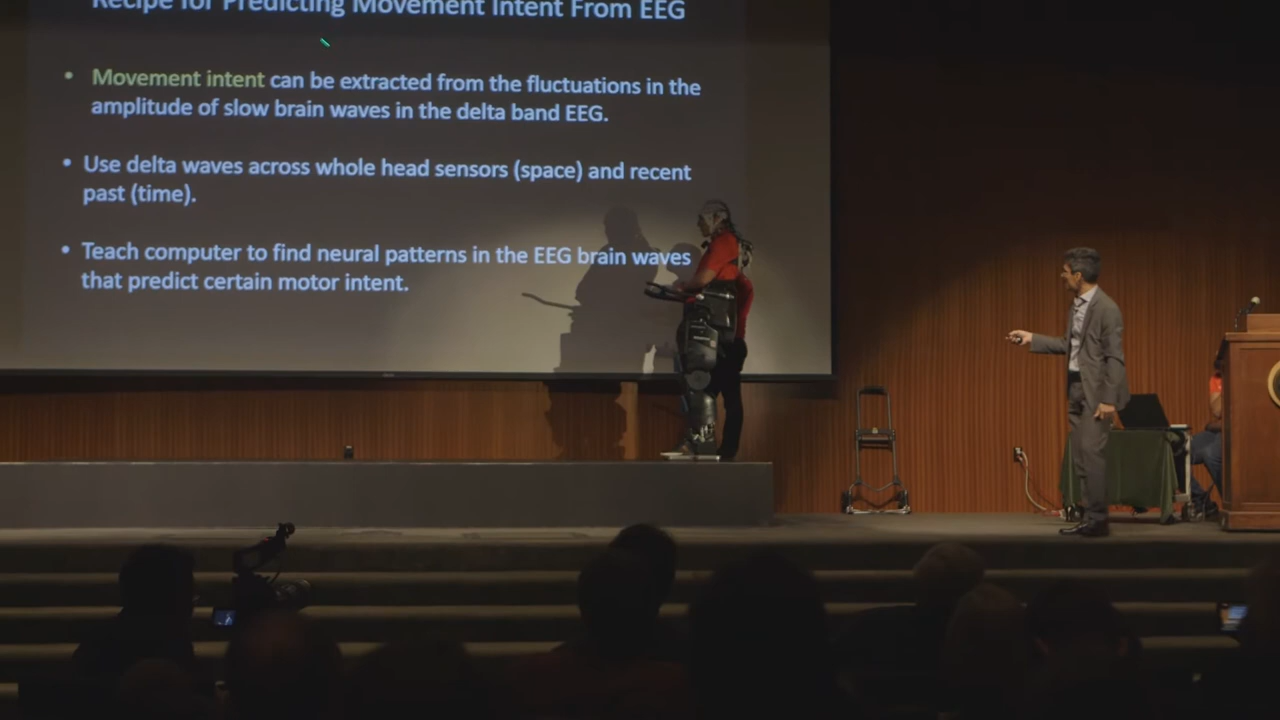 Recipe for Predicting Movement Intent From EEG
• Movement intent can be extracted from the fluctuations in the
amplitude of slow brain waves in the delta band EEG.
• Use delta waves across whole head sensors (space) and recent
past (time).
• Teach computer to find neural patterns in the EEG brain waves
that predict certain motor intent.